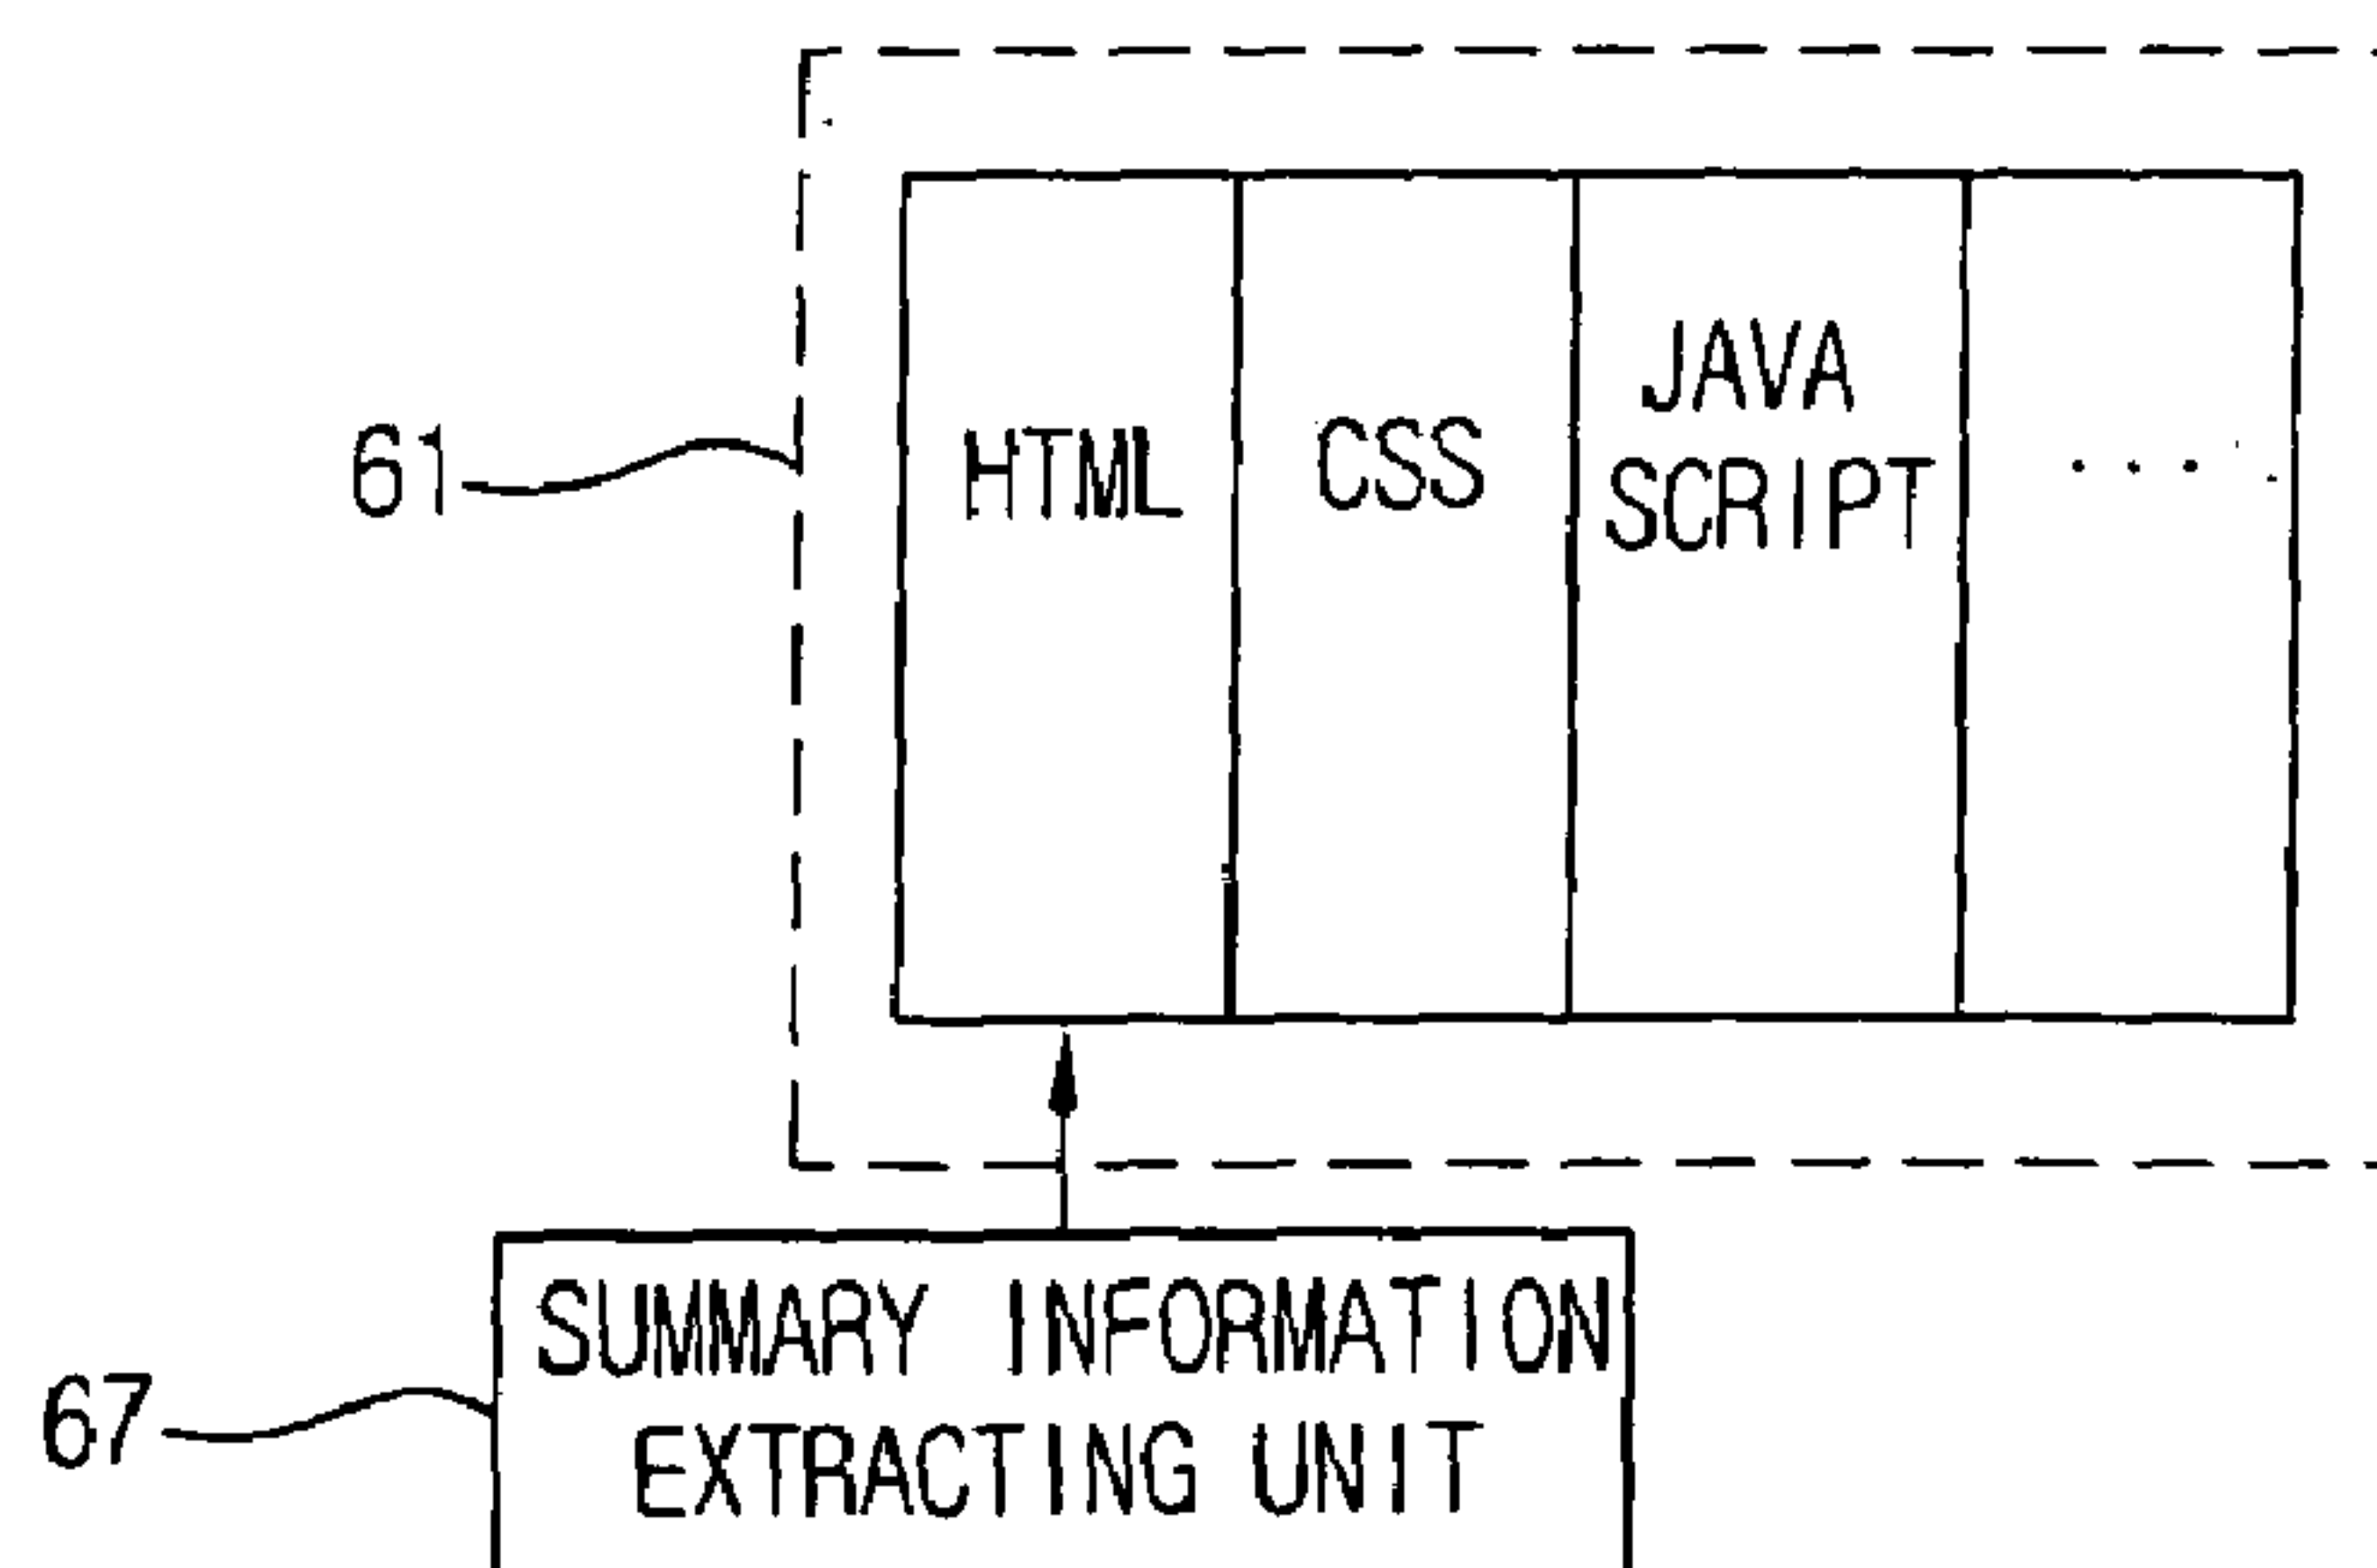 JAVA
61 HTML CSS SCRIPT . . .
SUMMARY INFORMATION
67 EXTRACTING UNIT